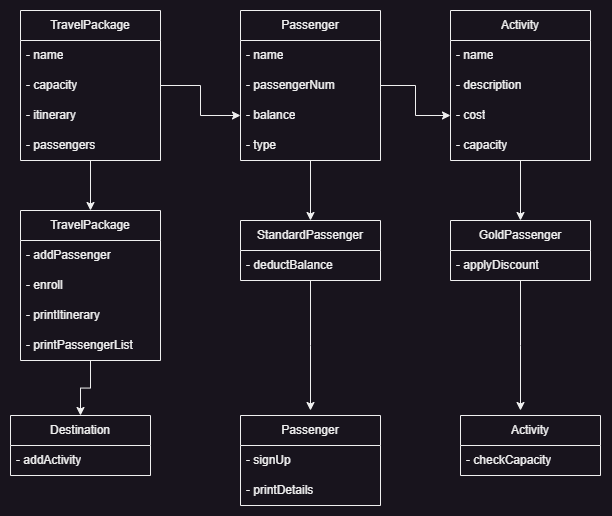 TravelPackage
- name
- capacity
- itinerary
- passengers
Passenger
- name
- passengerNum
- balance
- type
Activity
- name
- description
- cost
- capacity
TravelPackage
- addPassenger
- enroll
- printItinerary
- printPassengerList
StandardPassenger
- deductBalance
GoldPassenger
- applyDiscount
Destination
- addActivity
Passenger
- signUp
- printDetails
Activity
- checkCapacity